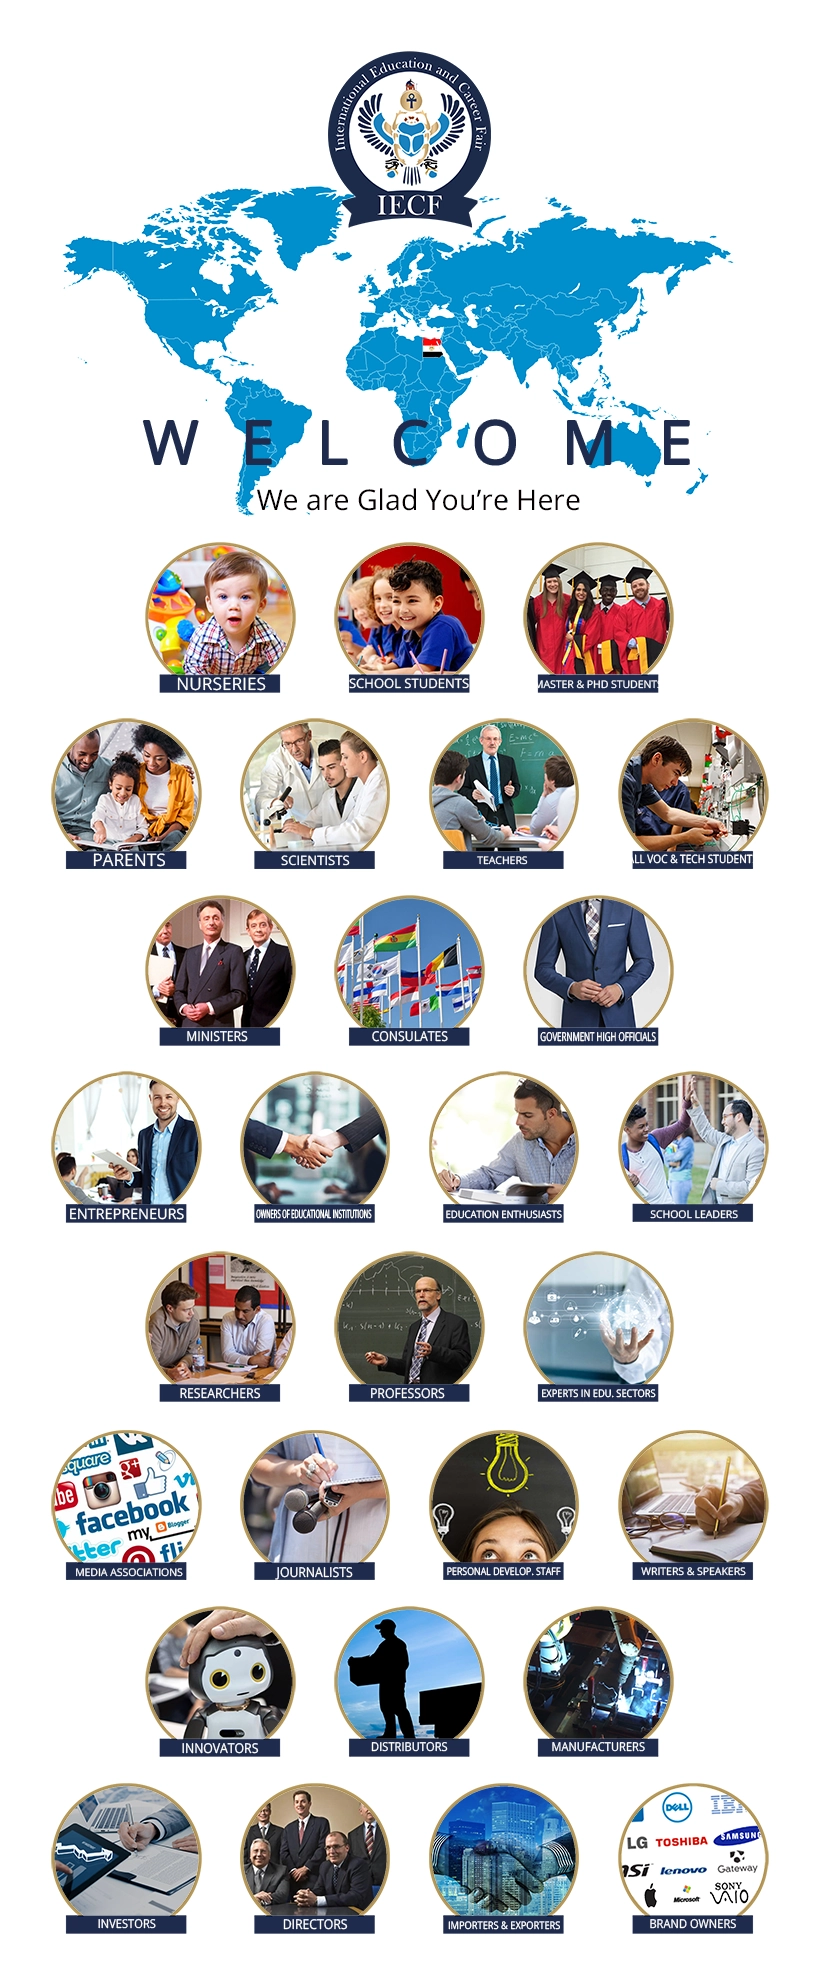 International Education and Career Fair
IECF
WELCOME
We are Glad You're Here
NURSERIES
SCHOOL STUDENTS
MASTER & PHD STUDENTS
E=mc²
F=ma
PARENTS
SCIENTISTS
TEACHERS
ALL VOC & TECH STUDENT
MINISTERS
CONSULATES
GOVERNMENT HIGH OFFICIALS
ENTREPRENEURS
OWNERS OF EDUCATIONAL INSTITUTIONS
EDUCATION ENTHUSIASTS
SCHOOL LEADERS
RESEARCHERS
PROFESSORS
EXPERTS IN EDU. SECTORS
square
g+
facebook
my
Blogger
tter
fli
MEDIA ASSOCIATIONS
JOURNALISTS
PERSONAL DEVELOP. STAFF
WRITERS & SPEAKERS
INNOVATORS
DISTRIBUTORS
MANUFACTURERS
DELL
IBM
LG TOSHIBA SAMSUNG
msi lenovo Gateway
Microsoft SONY VAIO
INVESTORS
DIRECTORS
IMPORTERS & EXPORTERS
BRAND OWNERS